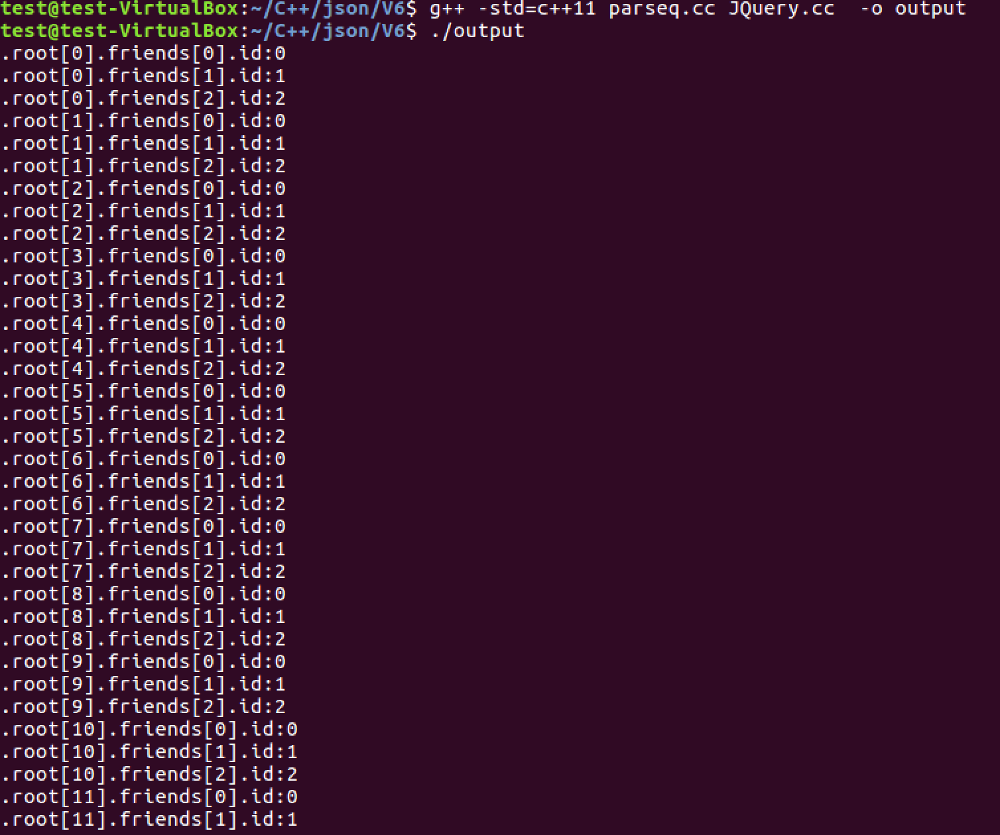 test@test-VirtualBox:~/C++/json/V6$ g++ -std=c++11 parseq.cc JQuery.cc  -o output
test@test-VirtualBox:~/C++/json/V6$ ./output
.root[0].friends[0].id:0
.root[0].friends[1].id:1
.root[0].friends[2].id:2
.root[1].friends[0].id:0
.root[1].friends[1].id:1
.root[1].friends[2].id:2
.root[2].friends[0].id:0
.root[2].friends[1].id:1
.root[2].friends[2].id:2
.root[3].friends[0].id:0
.root[3].friends[1].id:1
.root[3].friends[2].id:2
.root[4].friends[0].id:0
.root[4].friends[1].id:1
.root[4].friends[2].id:2
.root[5].friends[0].id:0
.root[5].friends[1].id:1
.root[5].friends[2].id:2
.root[6].friends[0].id:0
.root[6].friends[1].id:1
.root[6].friends[2].id:2
.root[7].friends[0].id:0
.root[7].friends[1].id:1
.root[7].friends[2].id:2
.root[8].friends[0].id:0
.root[8].friends[1].id:1
.root[8].friends[2].id:2
.root[9].friends[0].id:0
.root[9].friends[1].id:1
.root[9].friends[2].id:2
.root[10].friends[0].id:0
.root[10].friends[1].id:1
.root[10].friends[2].id:2
.root[11].friends[0].id:0
.root[11].friends[1].id:1